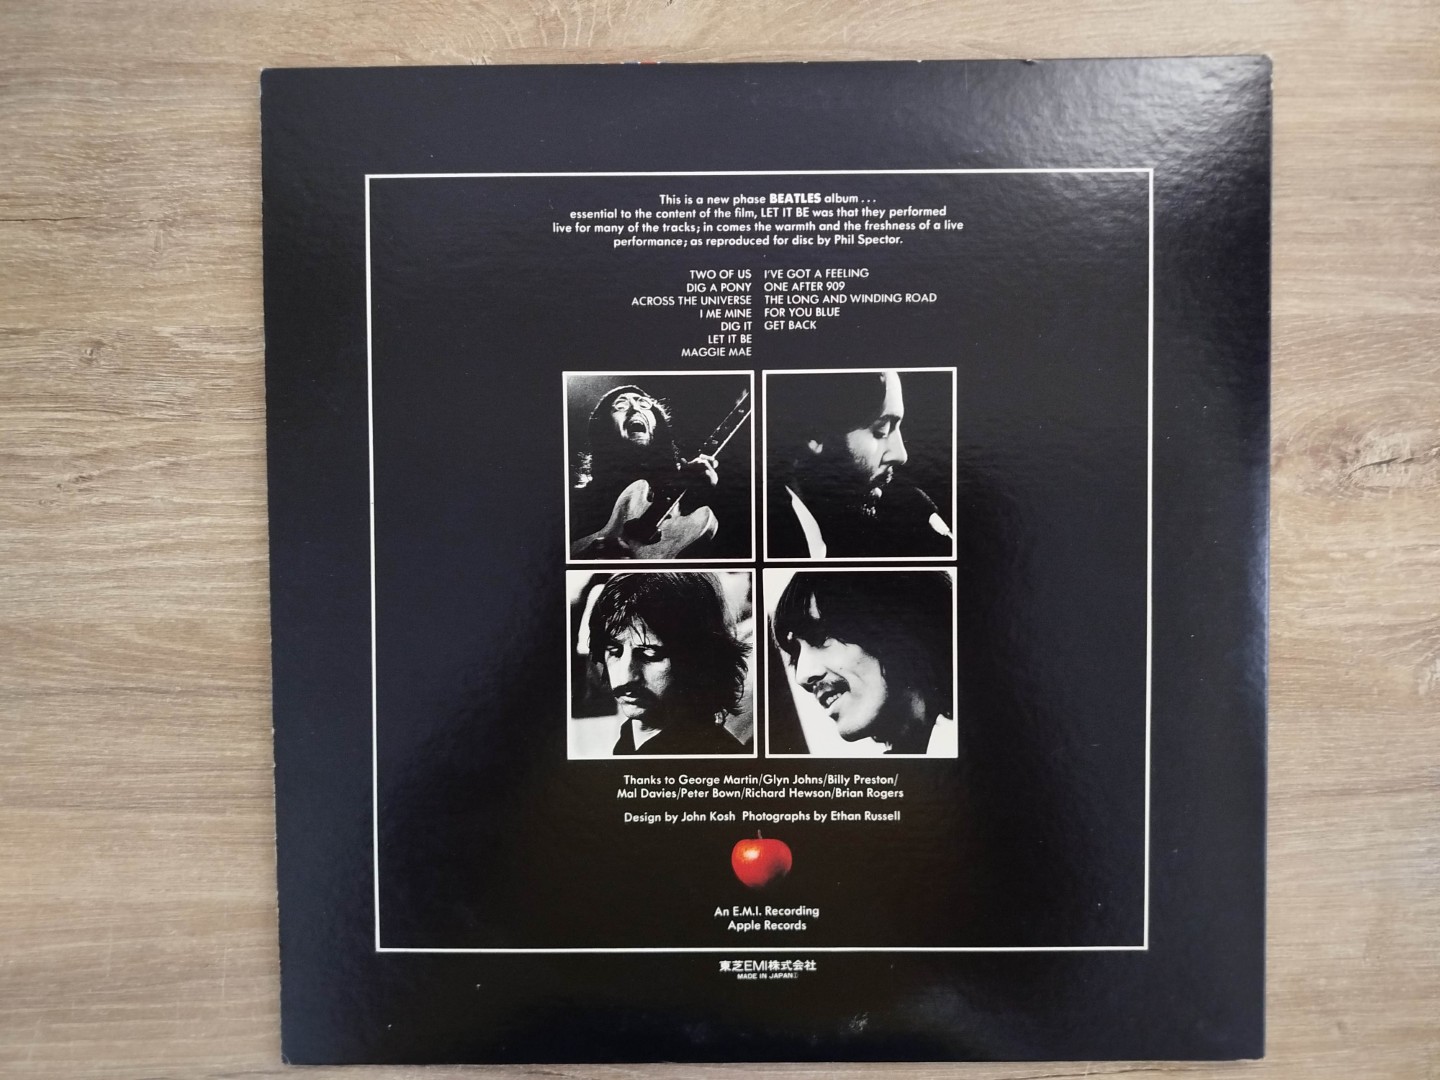 This is a new phase BEATLES album . . .
essential to the content of the film, LET IT BE was that they performed
live for many of the tracks; in comes the warmth and the freshness of a live
performance; as reproduced for disc by Phil Spector.
TWO OF US
DIG A PONY
ACROSS THE UNIVERSE
I ME MINE
DIG IT
LET IT BE
MAGGIE MAE
I'VE GOT A FEELING
ONE AFTER 909
THE LONG AND WINDING ROAD
FOR YOU BLUE
GET BACK
Thanks to George Martin/Glyn Johns/Billy Preston/
Mal Davies/Peter Bown/Richard Hewson/Brian Rogers
Design by John Kosh Photographs by Ethan Russell
An E.M.I. Recording
Apple Records
東芝EMI株式会社
MADE IN JAPAN